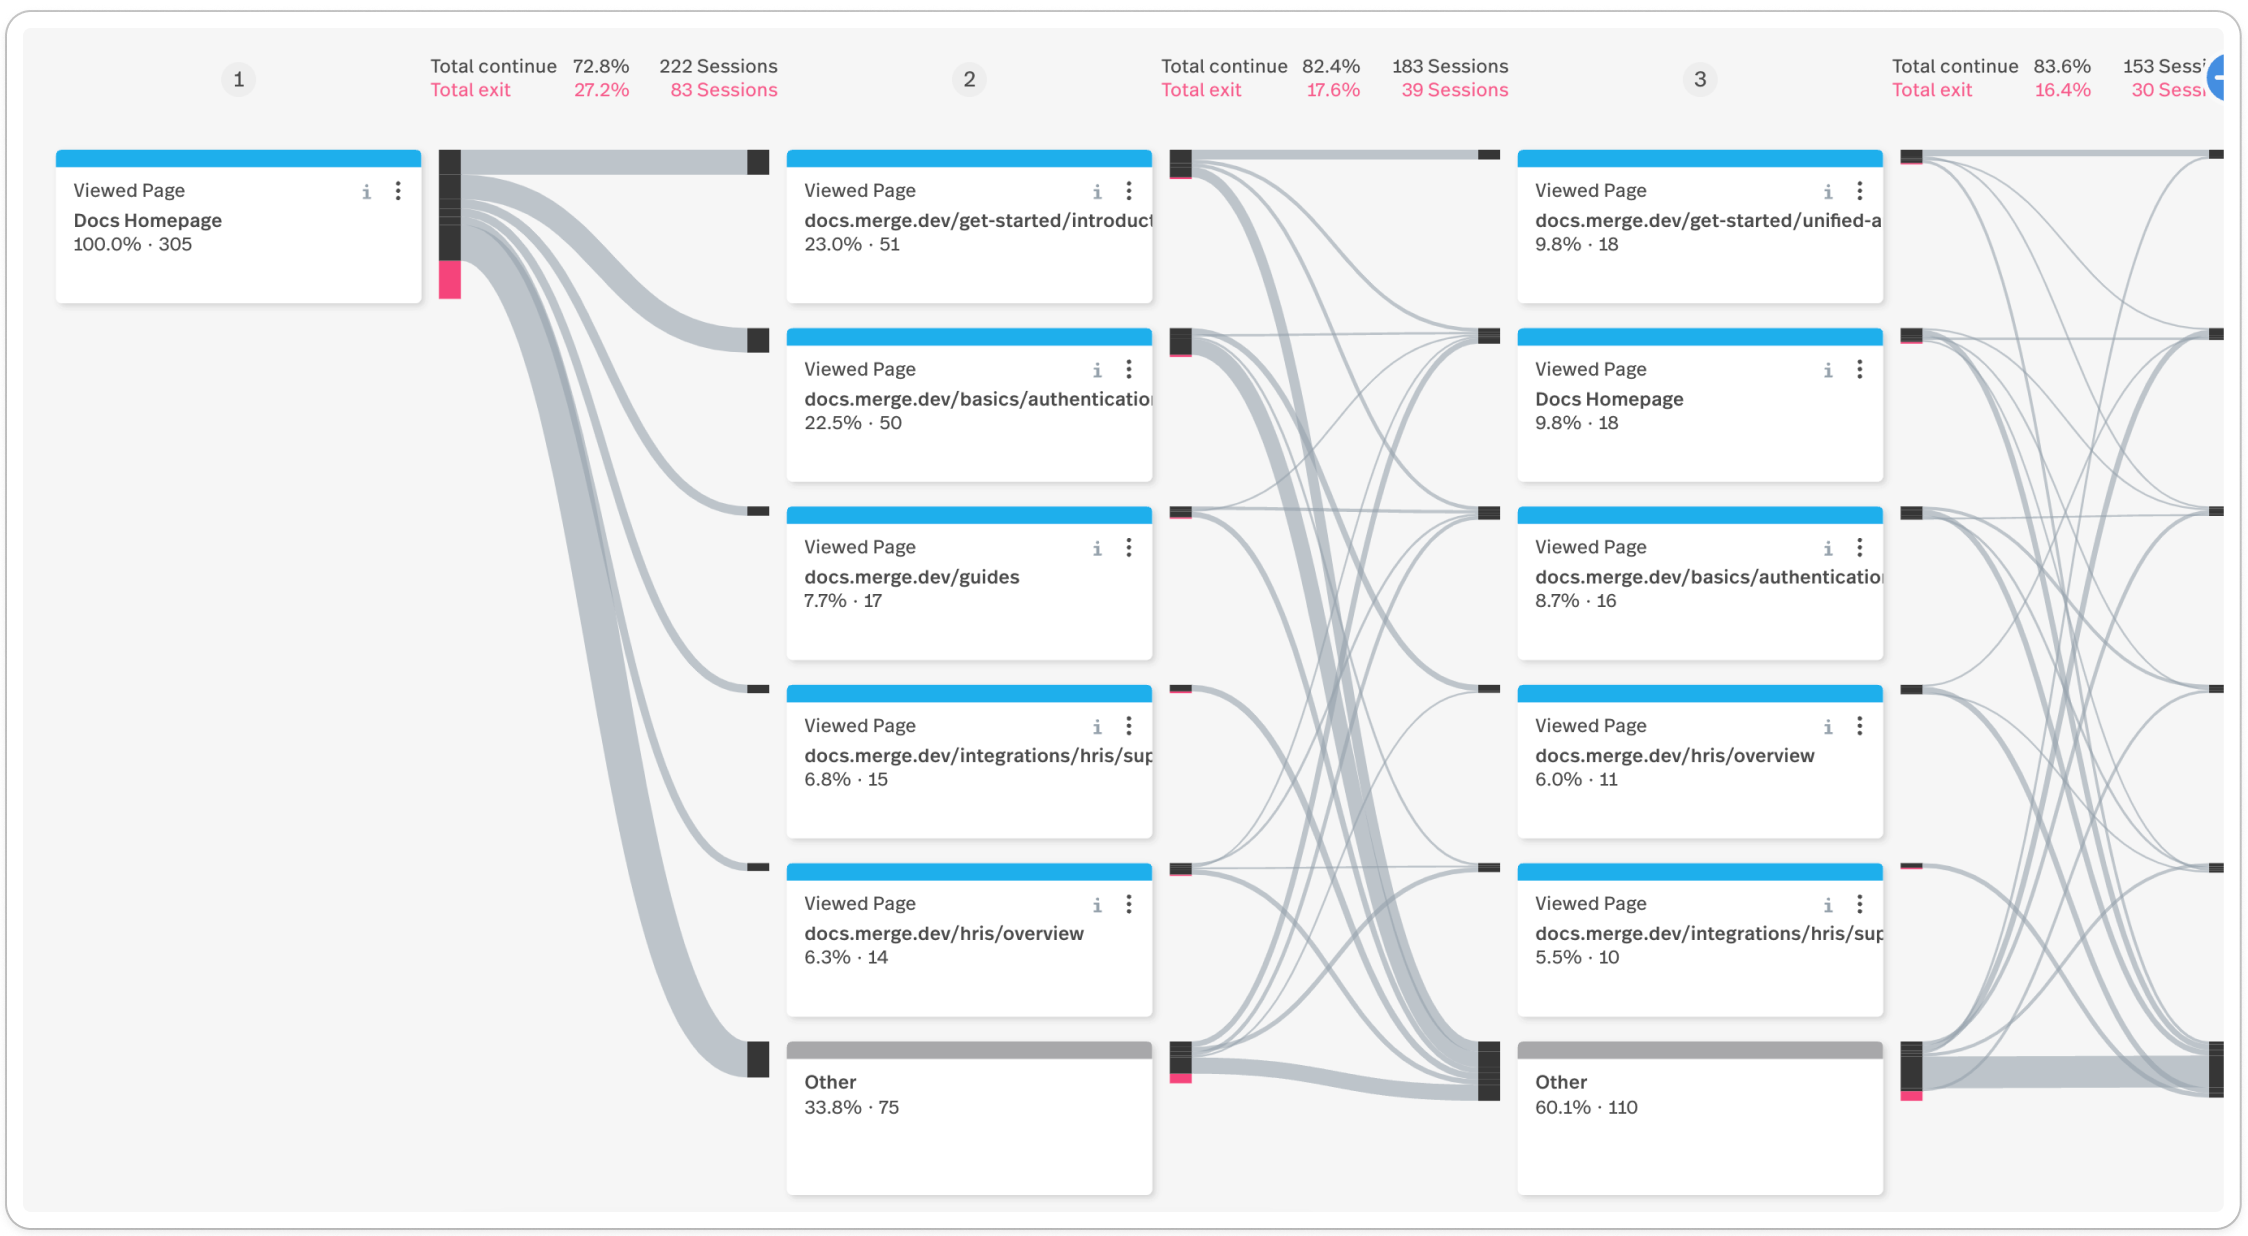 1
Total continue 72.8% 222 Sessions
Total exit 27.2% 83 Sessions
2
Total continue 82.4% 183 Sessions
Total exit 17.6% 39 Sessions
3
Total continue 83.6% 153 Sessi
Total exit 16.4% 30 Sessi
Viewed Page
Docs Homepage
100.0% · 305
Viewed Page
docs.merge.dev/get-started/introduct
23.0% · 51
Viewed Page
docs.merge.dev/basics/authenticatio
22.5% · 50
Viewed Page
docs.merge.dev/guides
7.7% · 17
Viewed Page
docs.merge.dev/integrations/hris/sup
6.8% · 15
Viewed Page
docs.merge.dev/hris/overview
6.3% · 14
Other
33.8% · 75
Viewed Page
docs.merge.dev/get-started/unified-a
9.8% · 18
Viewed Page
Docs Homepage
9.8% · 18
Viewed Page
docs.merge.dev/basics/authenticatio
8.7% · 16
Viewed Page
docs.merge.dev/hris/overview
6.0% · 11
Viewed Page
docs.merge.dev/integrations/hris/sup
5.5% · 10
Other
60.1% · 110